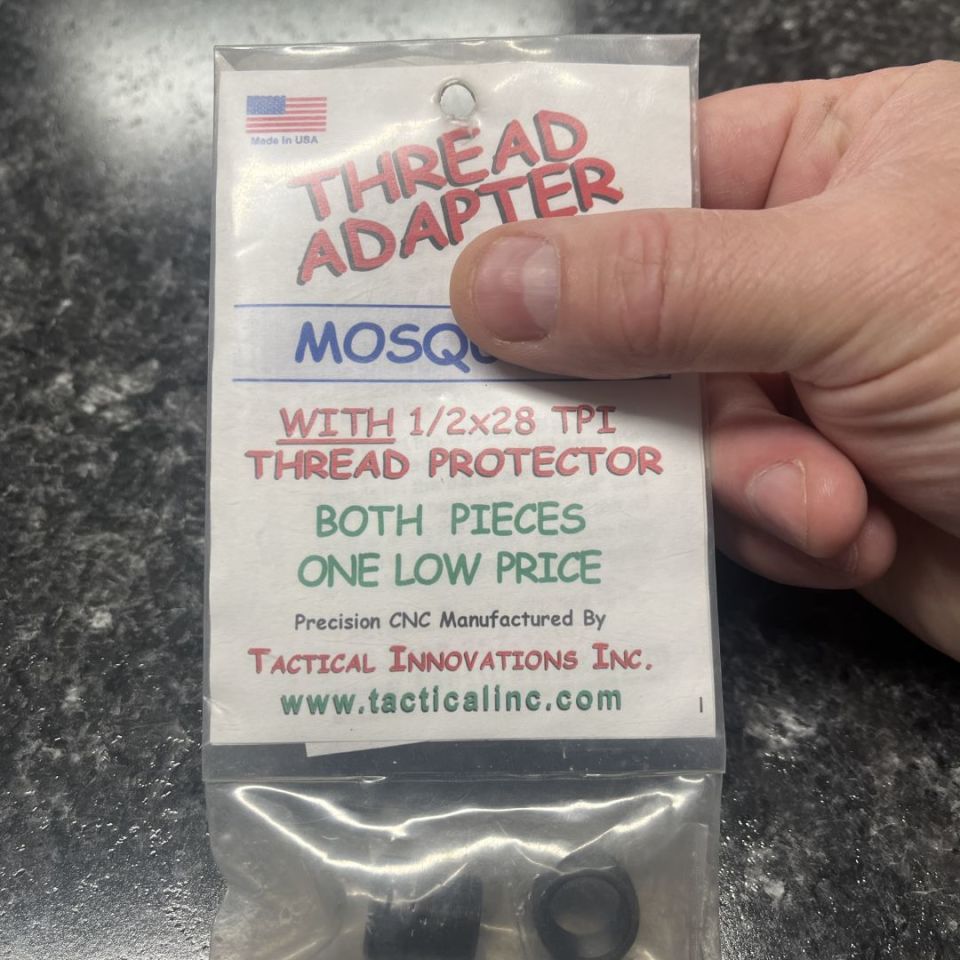 Made In USA
THREAD
ADAPTER
WITH 1/2x28 TPI
THREAD PROTECTOR
BOTH PIECES
ONE LOW PRICE
Precision CNC Manufactured By
TACTICAL INNOVATIONS INC.
www.tacticalinc.com